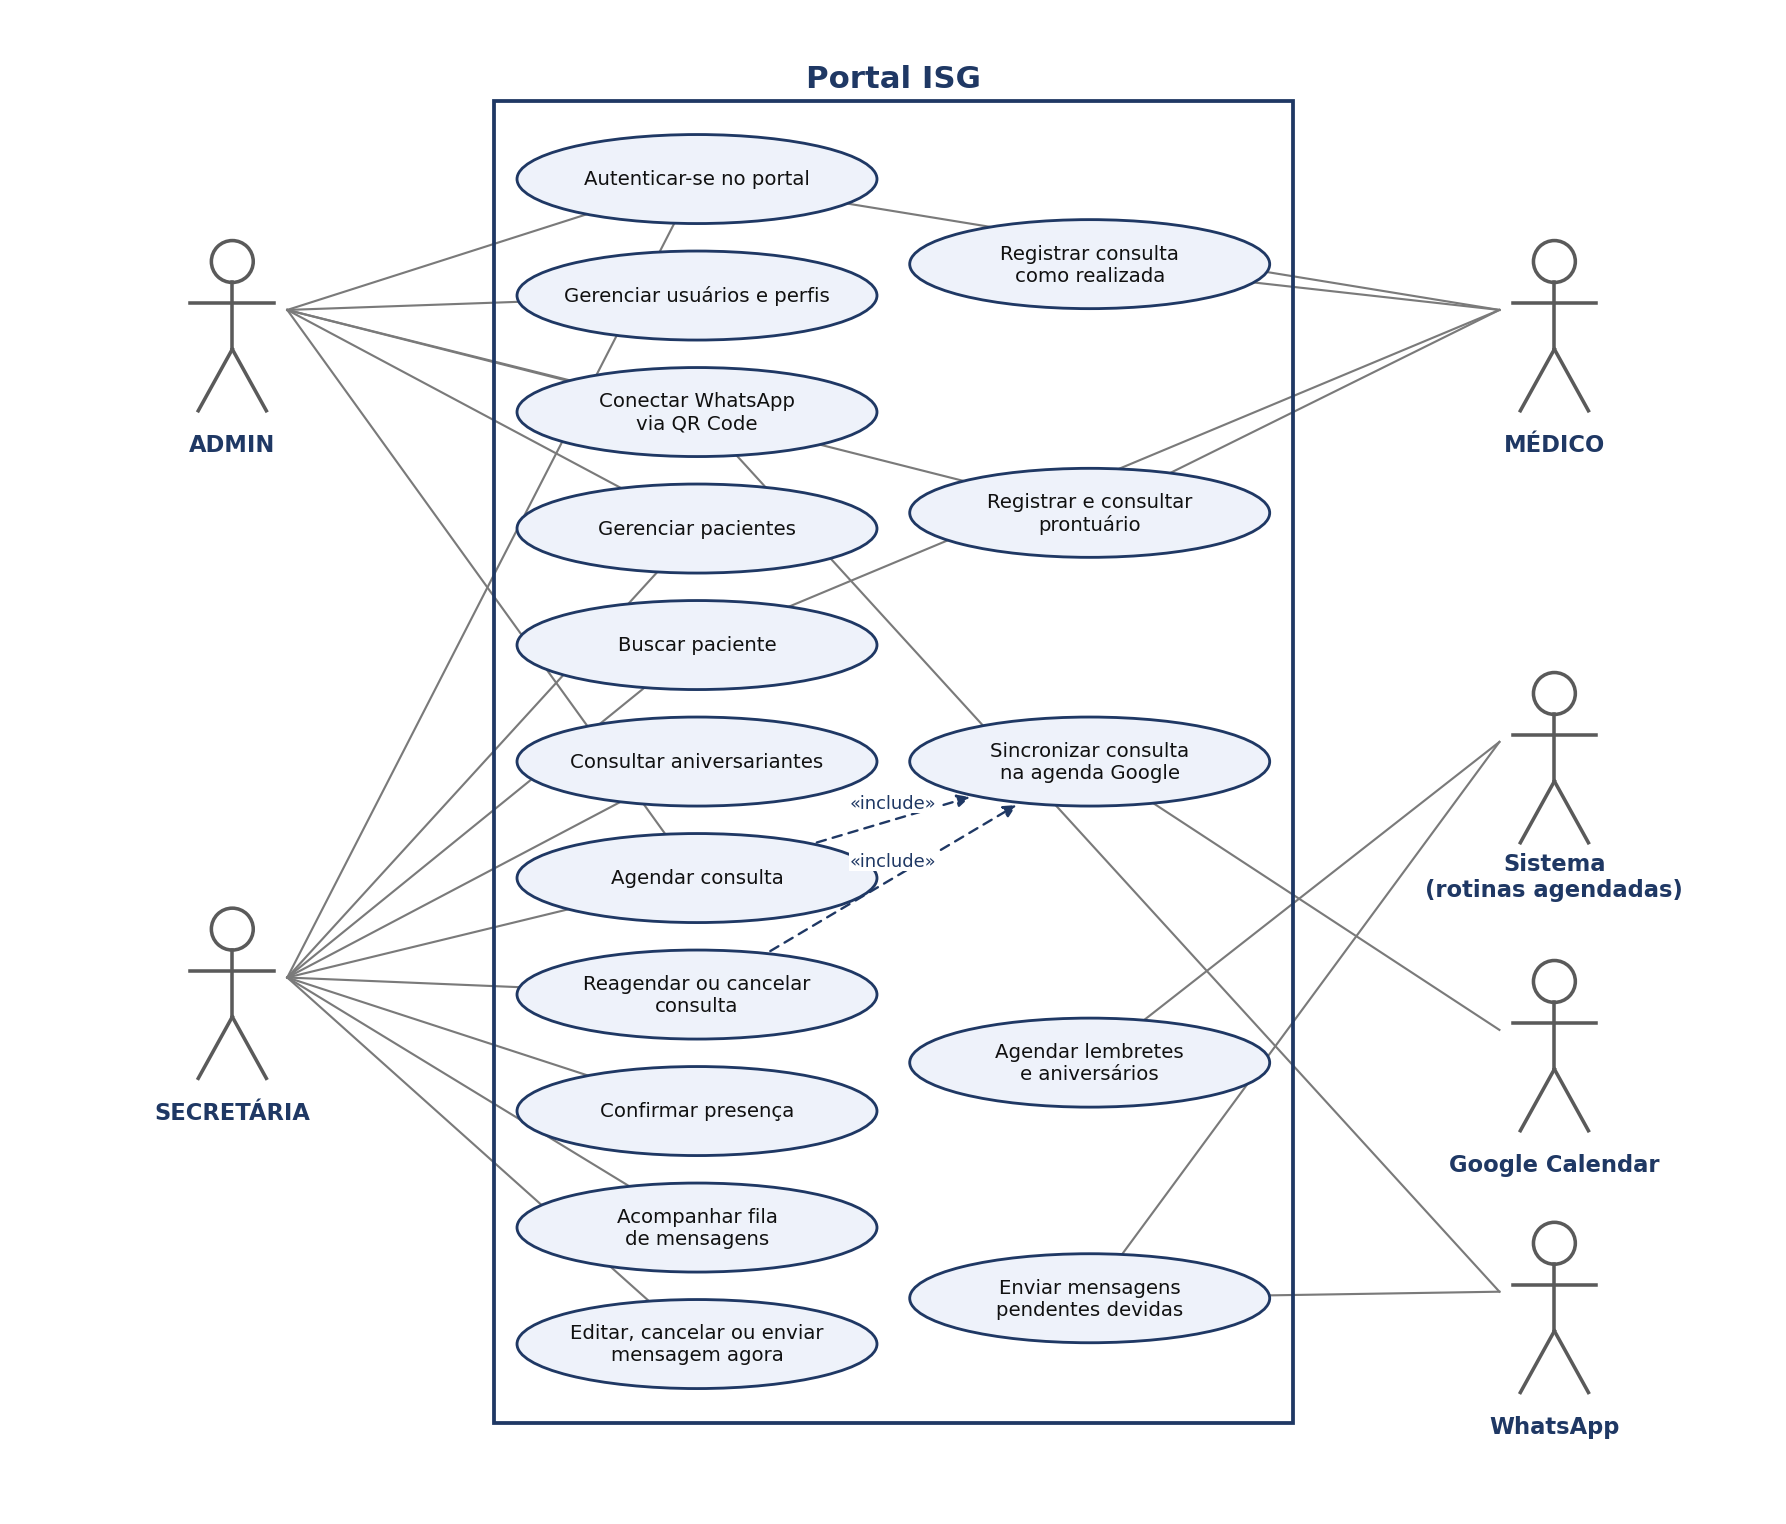 Portal ISG
Autenticar-se no portal
Registrar consulta
como realizada
Gerenciar usuários e perfis
Conectar WhatsApp
via QR Code
ADMIN
MÉDICO
Gerenciar pacientes
Registrar e consultar
prontuário
Buscar paciente
Consultar aniversariantes
Sincronizar consulta
na agenda Google
«include»
«include»
Agendar consulta
Sistema
(rotinas agendadas)
Reagendar ou cancelar
consulta
Agendar lembretes
e aniversários
SECRETÁRIA
Confirmar presença
Google Calendar
Acompanhar fila
de mensagens
Enviar mensagens
pendentes devidas
Editar, cancelar ou enviar
mensagem agora
WhatsApp